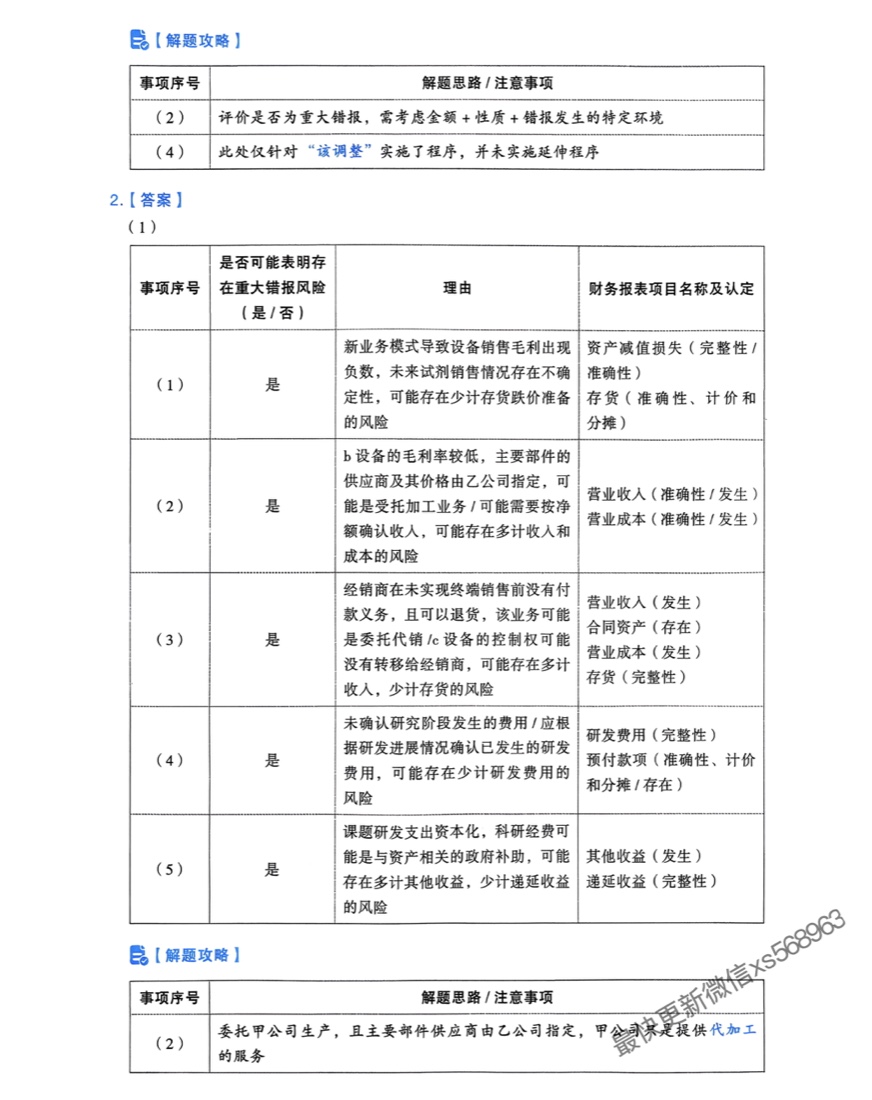 【解题攻略】
事项序号 解题思路 / 注意事项
（2） 评价是否为重大错报，需考虑金额 + 性质 + 错报发生的特定环境
（4） 此处仅针对“该调整”实施了程序，并未实施延伸程序
2.【答案】
（1）
事项序号
是否可能表明存
在重大错报风险
（是 / 否）
理由
财务报表项目名称及认定
（1）
是
新业务模式导致设备销售毛利出现
负数，未来试剂销售情况存在不确
定性，可能存在少计存货跌价准备
的风险
资产减值损失（完整性 /
准确性）
存货（准确性、计价和
分摊）
（2）
是
b 设备的毛利率较低，主要部件的
供应商及其价格由乙公司指定，可
能是受托加工业务 / 可能需要按净
额确认收入，可能存在多计收入和
成本的风险
营业收入（准确性 / 发生）
营业成本（准确性 / 发生）
（3）
是
经销商在未实现终端销售前没有付
款义务，且可以退货，该业务可能
是委托代销 /c 设备的控制权可能
没有转移给经销商，可能存在多计
收入，少计存货的风险
营业收入（发生）
合同资产（存在）
营业成本（发生）
存货（完整性）
（4）
是
未确认研究阶段发生的费用 / 应根
据研发进展情况确认已发生的研发
费用，可能存在少计研发费用的
风险
研发费用（完整性）
预付款项（准确性、计价
和分摊 / 存在）
（5）
是
课题研发支出资本化，科研经费可
能是与资产相关的政府补助，可能
存在多计其他收益，少计递延收益
的风险
其他收益（发生）
递延收益（完整性）
【解题攻略】
事项序号 解题思路 / 注意事项
（2）
委托甲公司生产，且主要部件供应商由乙公司指定，甲公司只是提供代加工
的服务
最快更新微信xs568963